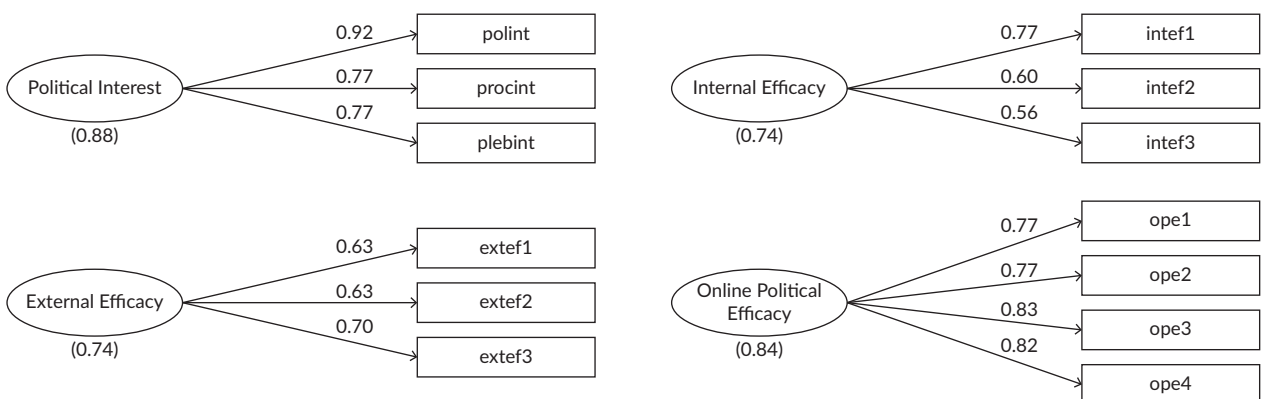 Political Interest
(0.88)
0.92
0.77
0.77
polint
procint
plebint
Internal Efficacy
(0.74)
0.77
0.60
0.56
intef1
intef2
intef3
External Efficacy
(0.74)
0.63
0.63
0.70
extef1
extef2
extef3
Online Political
Efficacy
(0.84)
0.77
0.77
0.83
0.82
ope1
ope2
ope3
ope4